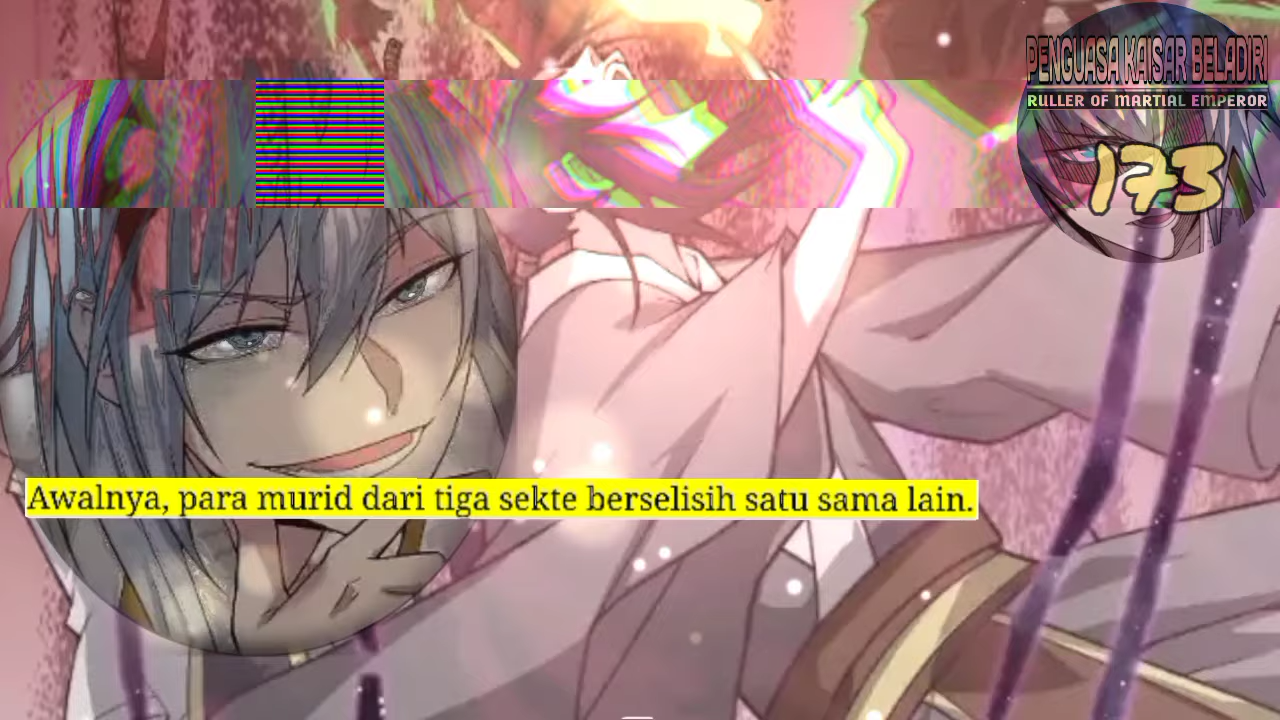 PENGUASA KAISAR BELADIRI
RULLER OF MARTIAL EMPEROR
173
Awalnya, para murid dari tiga sekte berselisih satu sama lain.